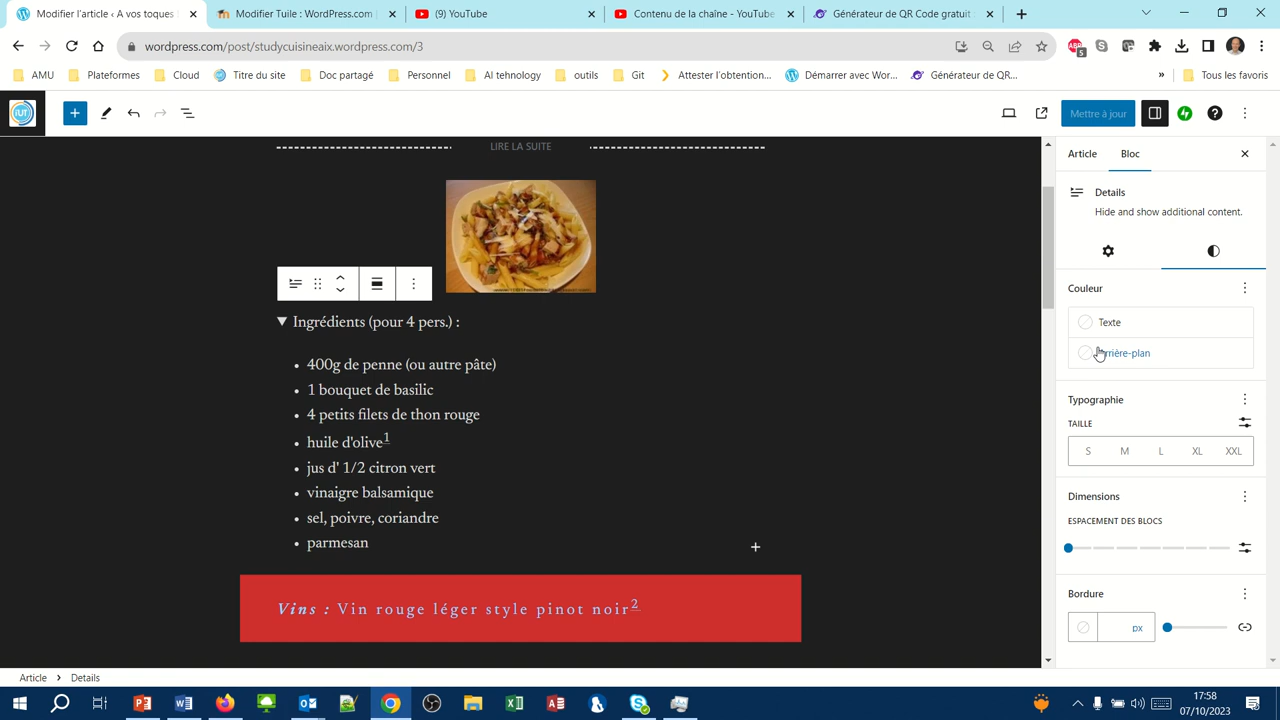 Modifier l'article « A vos toques
Modifier Tuile : WordPress.com
(9) YouTube
Contenu de la chaîne - YouTube
Générateur de QR Code gratuit :
wordpress.com/post/studycuisineaix.wordpress.com/3
ABP
5
AMU
Plateformes
Cloud
Titre du site
Doc partagé
Personnel
AI tehnology
outils
Git
Attester l'obtention...
Démarrer avec Wor...
Générateur de QR...
»
Tous les favoris
iUT
Mettre à jour
LIRE LA SUITE
Ingrédients (pour 4 pers.) :
400g de penne (ou autre pâte)
1 bouquet de basilic
4 petits filets de thon rouge
huile d'olive1
jus d' 1/2 citron vert
vinaigre balsamique
sel, poivre, coriandre
parmesan
Vins : Vin rouge léger style pinot noir2
Article
Bloc
Details
Hide and show additional content.
Couleur
Texte
rrière-plan
Typographie
TAILLE
S M L XL XXL
Dimensions
ESPACEMENT DES BLOCS
Bordure
px
Article > Details
17:58
07/10/2023